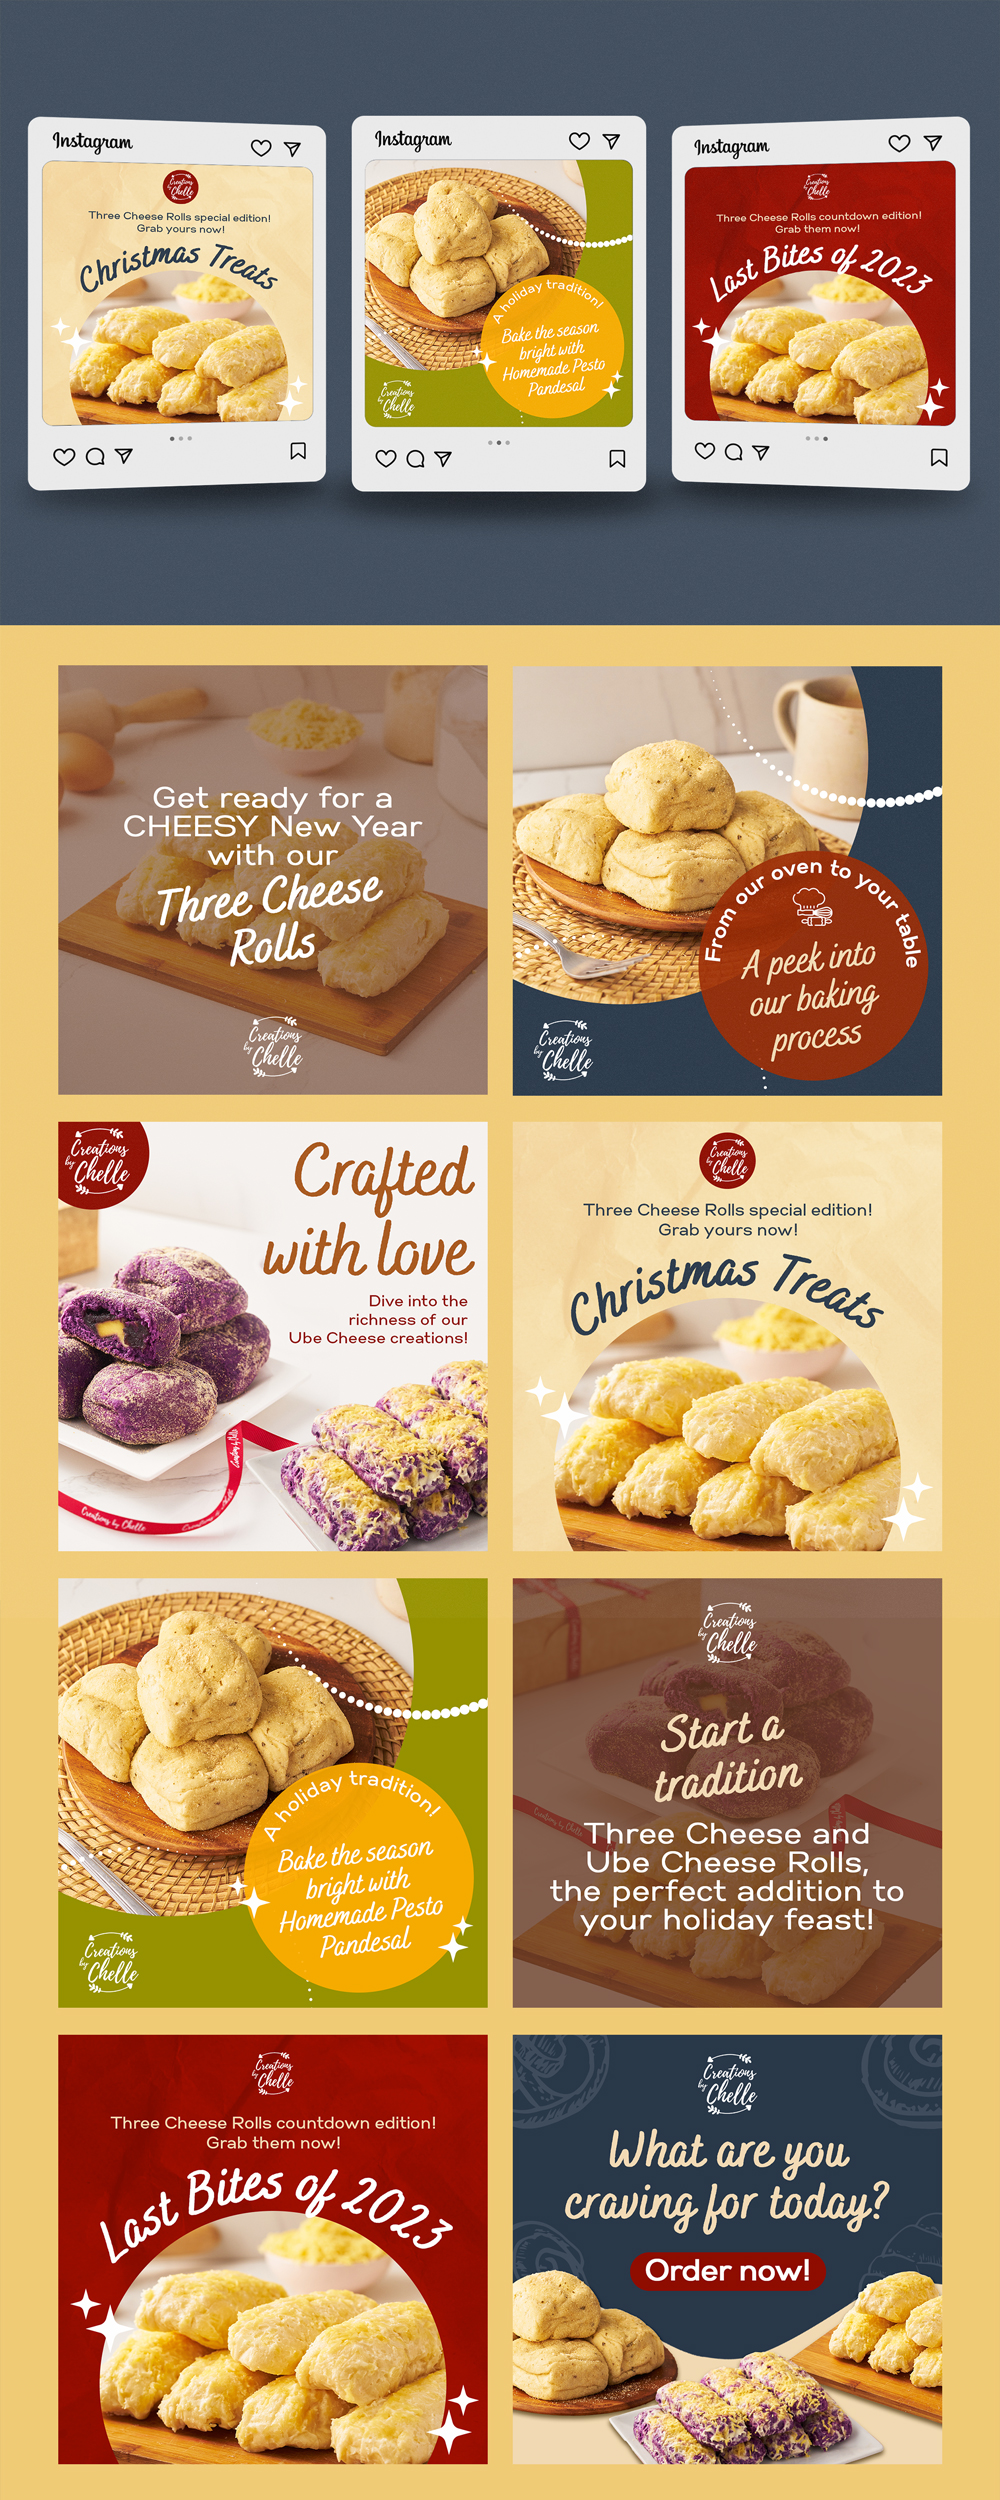 Instagram
Creations
by
Chelle
Three Cheese Rolls special edition!
Grab yours now!
Christmas Treats
Instagram
A holiday tradition!
Bake the season
bright with
Homemade Pesto
Pandesal
Creations
by
Chelle
Instagram
Creations
by
Chelle
Three Cheese Rolls countdown edition!
Grab them now!
Last Bites of 2023
Get ready for a
CHEESY New Year
with our
Three Cheese
Rolls
Creations
by
Chelle
From our oven to your table
A peek into
our baking
process
Creations
by
Chelle
Creations
by
Chelle
Crafted
with love
Dive into the
richness of our
Ube Cheese creations!
Creations by Chelle
Creations by Chelle
Creations by Chelle
Creations
by
Chelle
Three Cheese Rolls special edition!
Grab yours now!
Christmas Treats
A holiday tradition!
Bake the season
bright with
Homemade Pesto
Pandesal
Creations
by
Chelle
Creations
by
Chelle
Start a
tradition
Three Cheese and
Ube Cheese Rolls,
the perfect addition to
your holiday feast!
Creations
by
Chelle
Three Cheese Rolls countdown edition!
Grab them now!
Last Bites of 2023
Creations
by
Chelle
What are you
craving for today?
Order now!